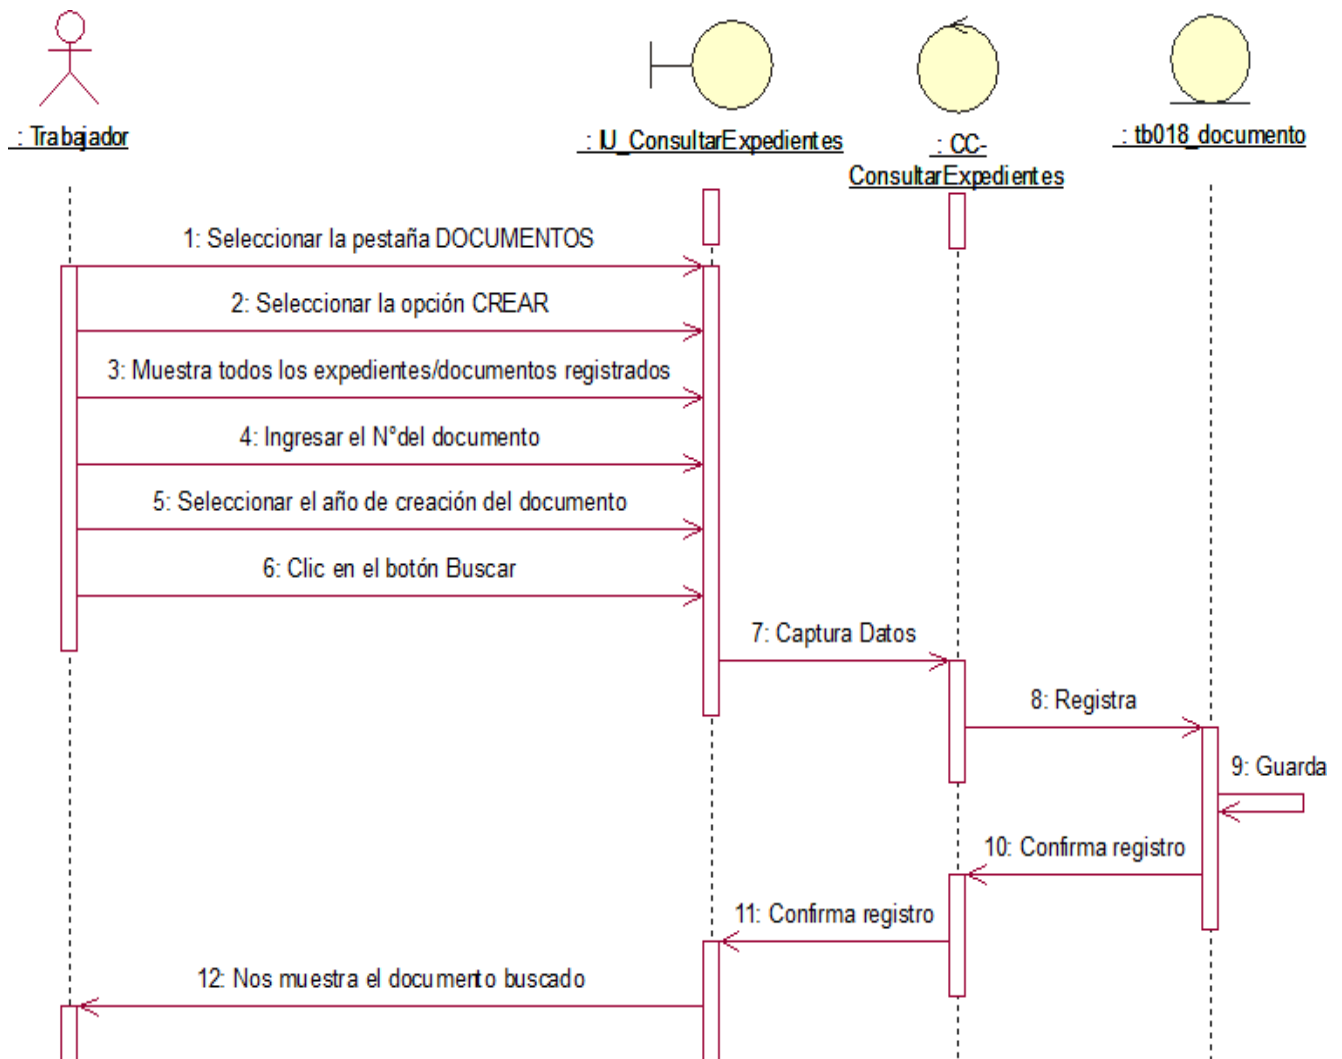 : Trabajador
: IU_ConsultarExpedientes
: CC-
ConsultarExpedientes
: tb018_documento
1: Seleccionar la pestaña DOCUMENTOS
2: Seleccionar la opción CREAR
3: Muestra todos los expedientes/documentos registrados
4: Ingresar el N°del documento
5: Seleccionar el año de creación del documento
6: Clic en el botón Buscar
7: Captura Datos
8: Registra
9: Guarda
10: Confirma registro
11: Confirma registro
12: Nos muestra el documento buscado